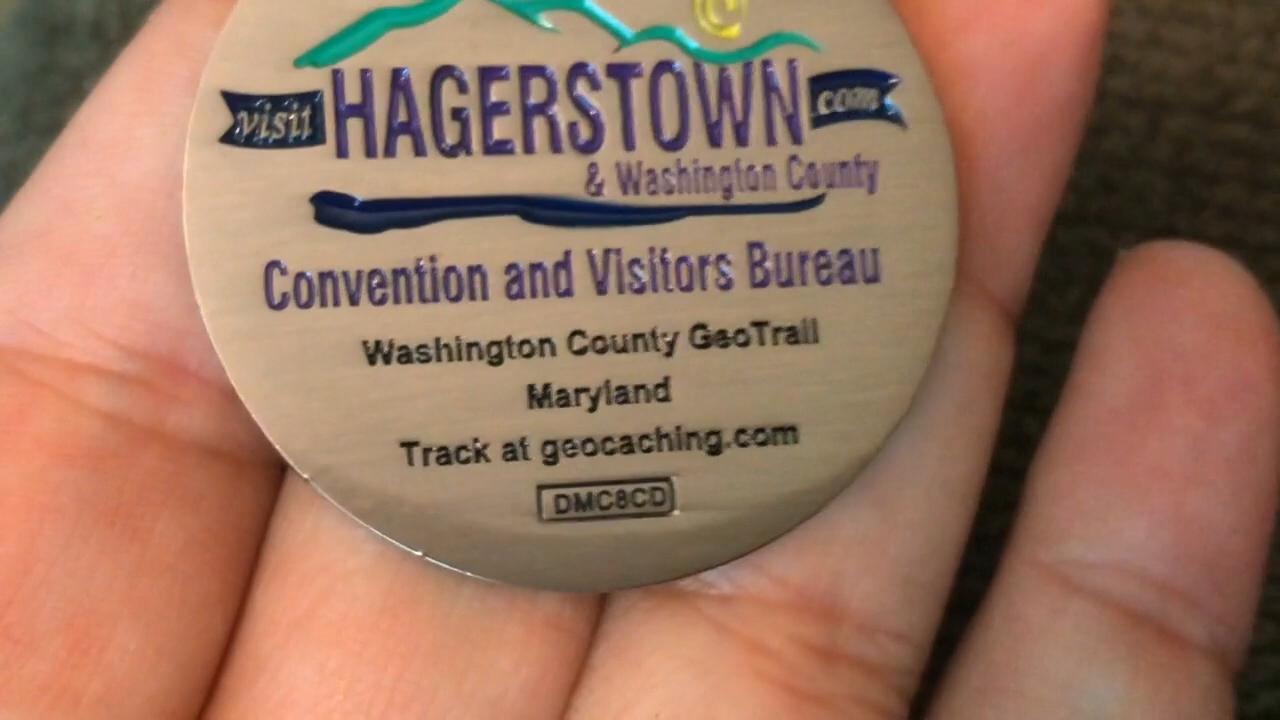 visit HAGERSTOWN com
& Washington County
Convention and Visitors Bureau
Washington County GeoTrail
Maryland
Track at geocaching.com
DMC8CD